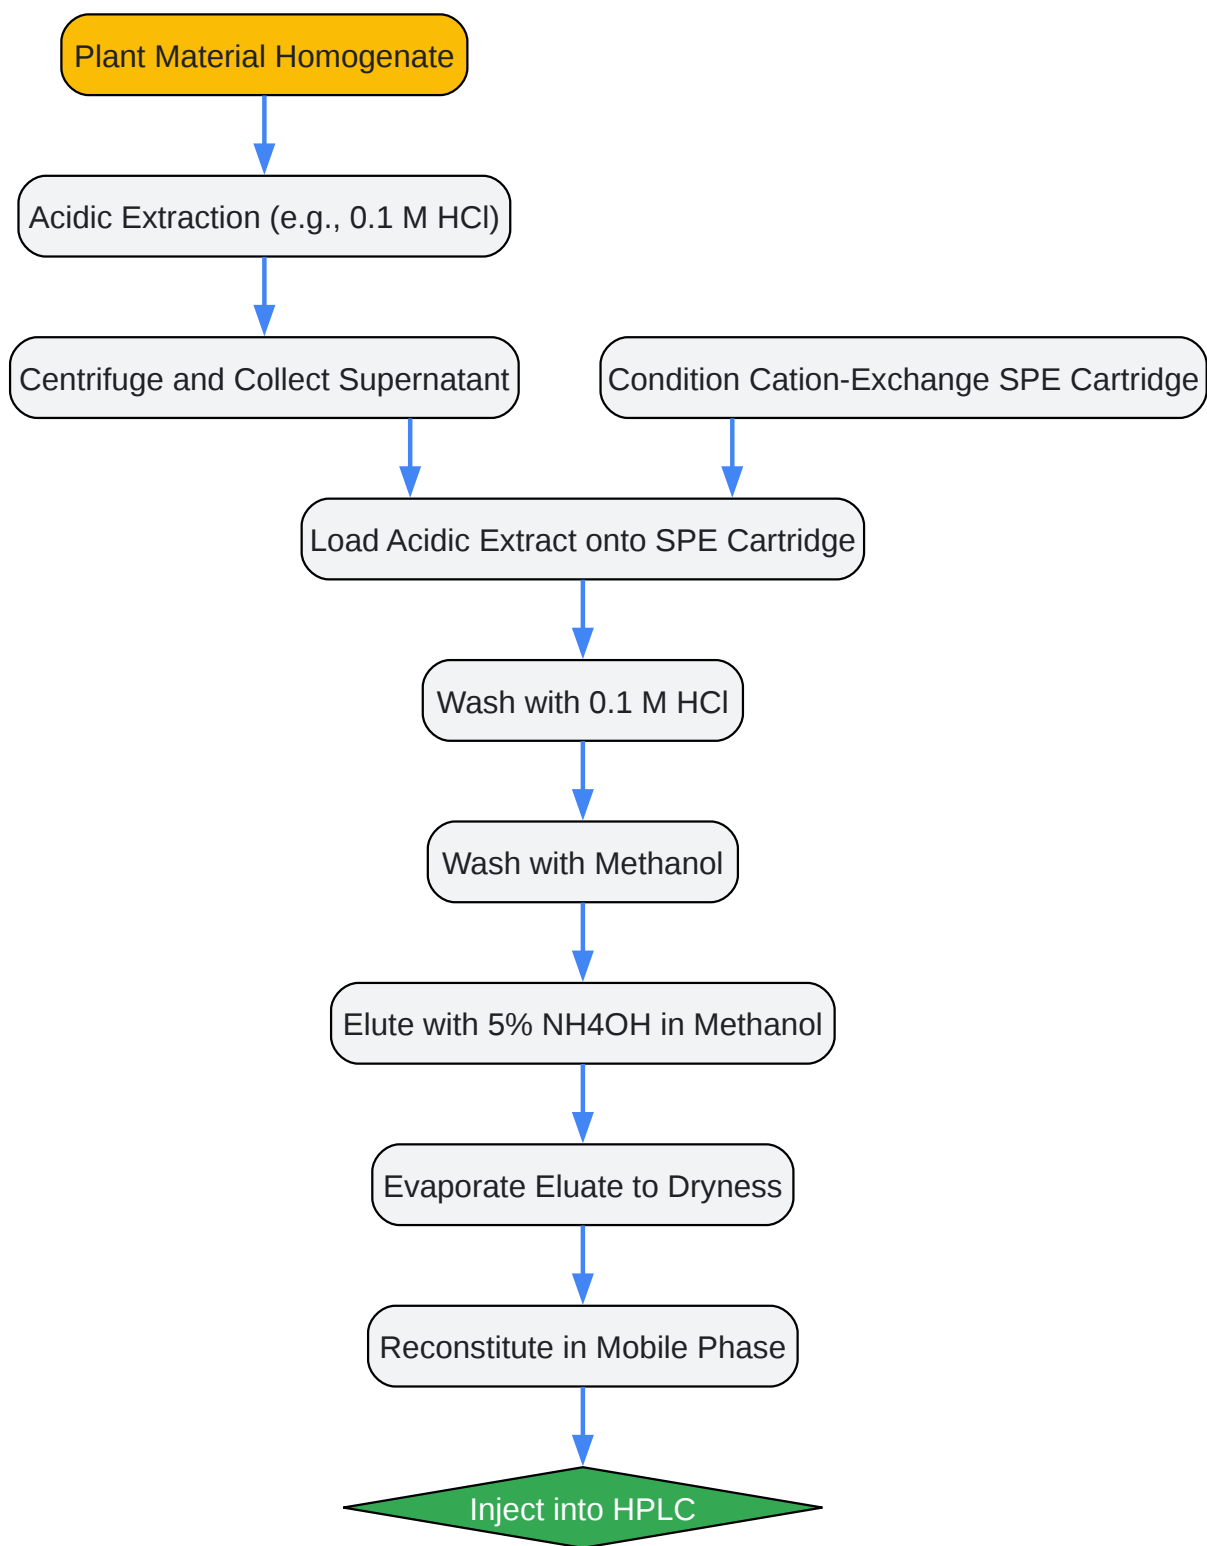 Plant Material Homogenate
Acidic Extraction (e.g., 0.1 M HCl)
Centrifuge and Collect Supernatant
Condition Cation-Exchange SPE Cartridge
Load Acidic Extract onto SPE Cartridge
Wash with 0.1 M HCl
Wash with Methanol
Elute with 5% NH4OH in Methanol
Evaporate Eluate to Dryness
Reconstitute in Mobile Phase
Inject into HPLC